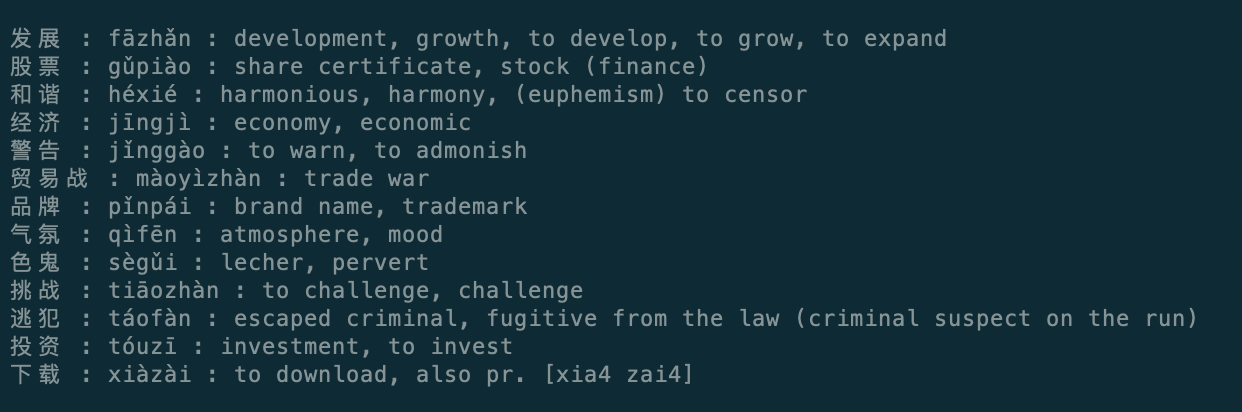 发展 : fāzhǎn : development, growth, to develop, to grow, to expand
股票 : gǔpiào : share certificate, stock (finance)
和谐 : héxié : harmonious, harmony, (euphemism) to censor
经济 : jīngjì : economy, economic
警告 : jǐnggào : to warn, to admonish
贸易战 : màoyìzhàn : trade war
品牌 : pǐnpái : brand name, trademark
气氛 : qìfēn : atmosphere, mood
色鬼 : sègǔi : lecher, pervert
挑战 : tiāozhàn : to challenge, challenge
逃犯 : táofàn : escaped criminal, fugitive from the law (criminal suspect on the run)
投资 : tóuzī : investment, to invest
下载 : xiàzài : to download, also pr. [xia4 zai4]